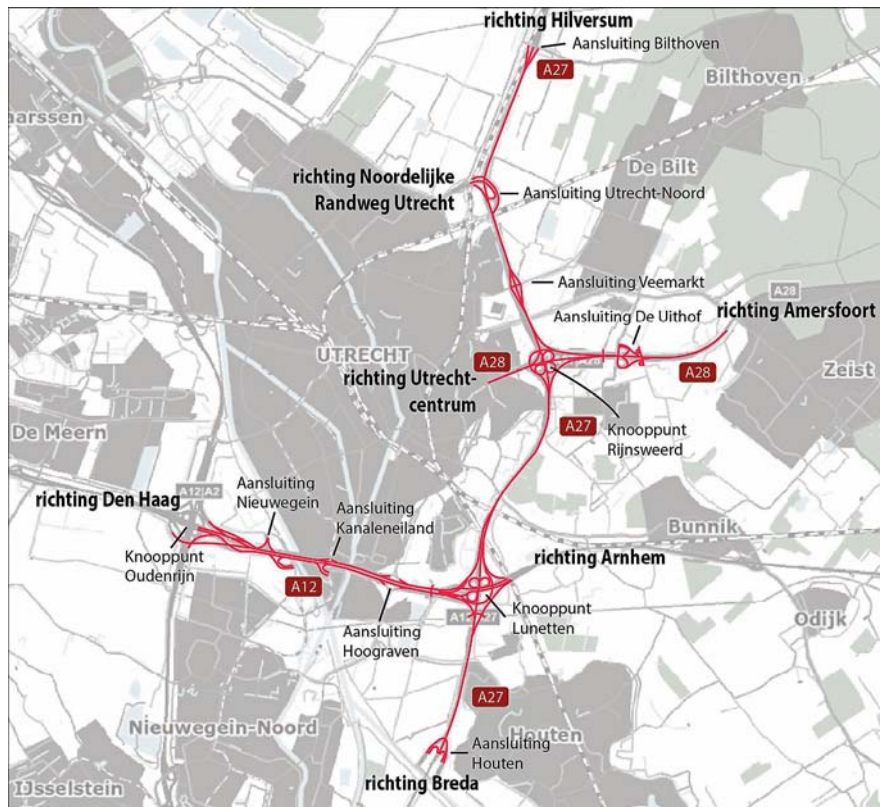 richting Hilversum
Aansluiting Bilthoven
A27
Bilthoven
De Bilt
richting Noordelijke
Randweg Utrecht
Aansluiting Utrecht-Noord
Aansluiting Veemarkt
A28
richting Amersfoort
Aansluiting De Uithof
UTRECHT
A28
richting Utrecht-
centrum
A28
Zeist
A27
Knooppunt
Rijnsweerd
De Meern
richting Den Haag
A12
A2
Aansluiting
Nieuwegein
Aansluiting
Kanaleneiland
Knooppunt
Oudenrijn
A12
Bunnik
richting Arnhem
Aansluiting
Hoograven
Knooppunt
Lunetten
Odijk
A27
Nieuwegein-Noord
Houten
Aansluiting
Houten
richting Breda
IJsselstein